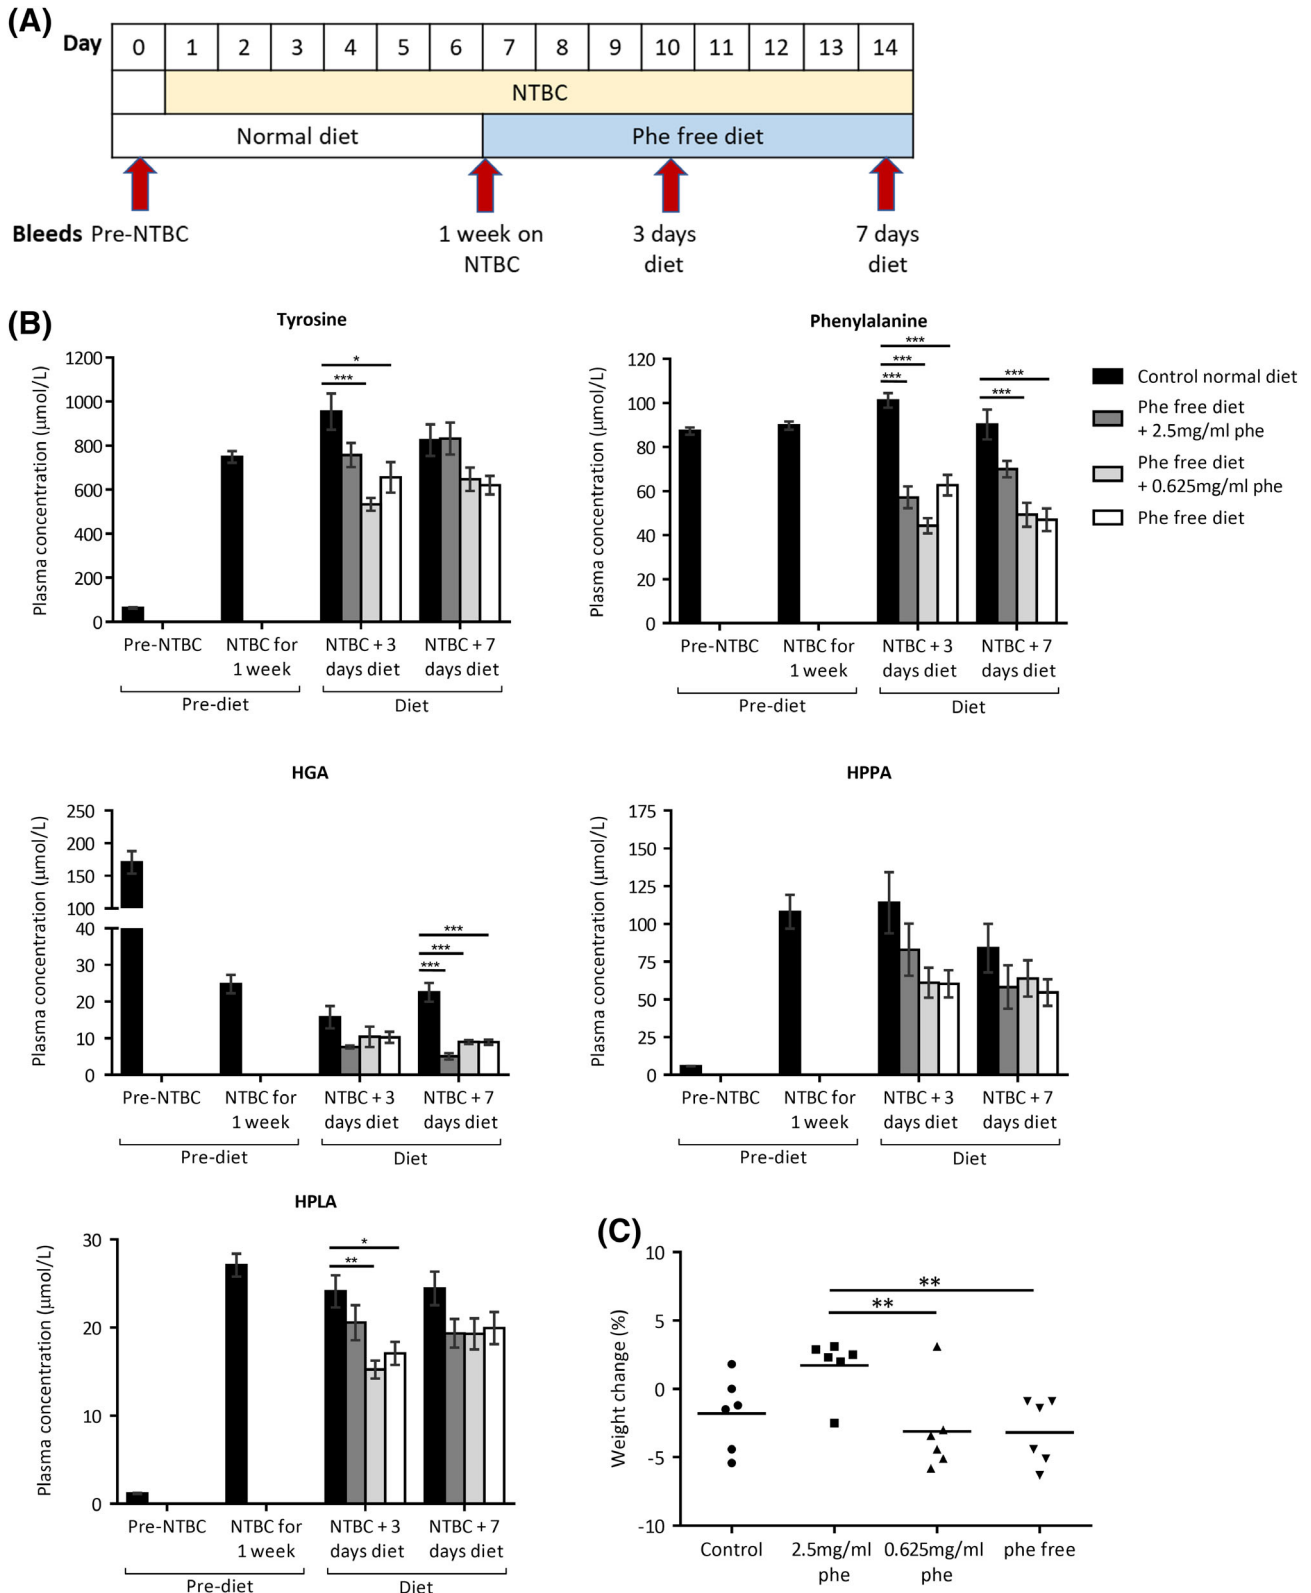 (A)
Day 0 1 2 3 4 5 6 7 8 9 10 11 12 13 14
NTBC
Normal diet Phe free diet
Bleeds Pre-NTBC 1 week on 3 days 7 days
NTBC diet diet
(B)
Tyrosine
Plasma concentration (μmol/L)
1200
1000
800
600
400
200
0
* 
***
Pre-NTBC NTBC for NTBC + 3 NTBC + 7
1 week days diet days diet
Pre-diet Diet
Phenylalanine
Plasma concentration (μmol/L)
120
100
80
60
40
20
0
***
***
***
***
***
Pre-NTBC NTBC for NTBC + 3 NTBC + 7
1 week days diet days diet
Pre-diet Diet
Control normal diet
Phe free diet
+ 2.5mg/ml phe
Phe free diet
+ 0.625mg/ml phe
Phe free diet
HGA
Plasma concentration (μmol/L)
250
200
150
100
40
30
20
10
0
***
***
***
Pre-NTBC NTBC for NTBC + 3 NTBC + 7
1 week days diet days diet
Pre-diet Diet
HPPA
Plasma concentration (μmol/L)
175
150
125
100
75
50
25
0
Pre-NTBC NTBC for NTBC + 3 NTBC + 7
1 week days diet days diet
Pre-diet Diet
HPLA
Plasma concentration (μmol/L)
30
20
10
0
*
**
Pre-NTBC NTBC for NTBC + 3 NTBC + 7
1 week days diet days diet
Pre-diet Diet
(C)
Weight change (%)
10
5
0
-5
-10
**
**
Control 2.5mg/ml 0.625mg/ml phe free
phe phe